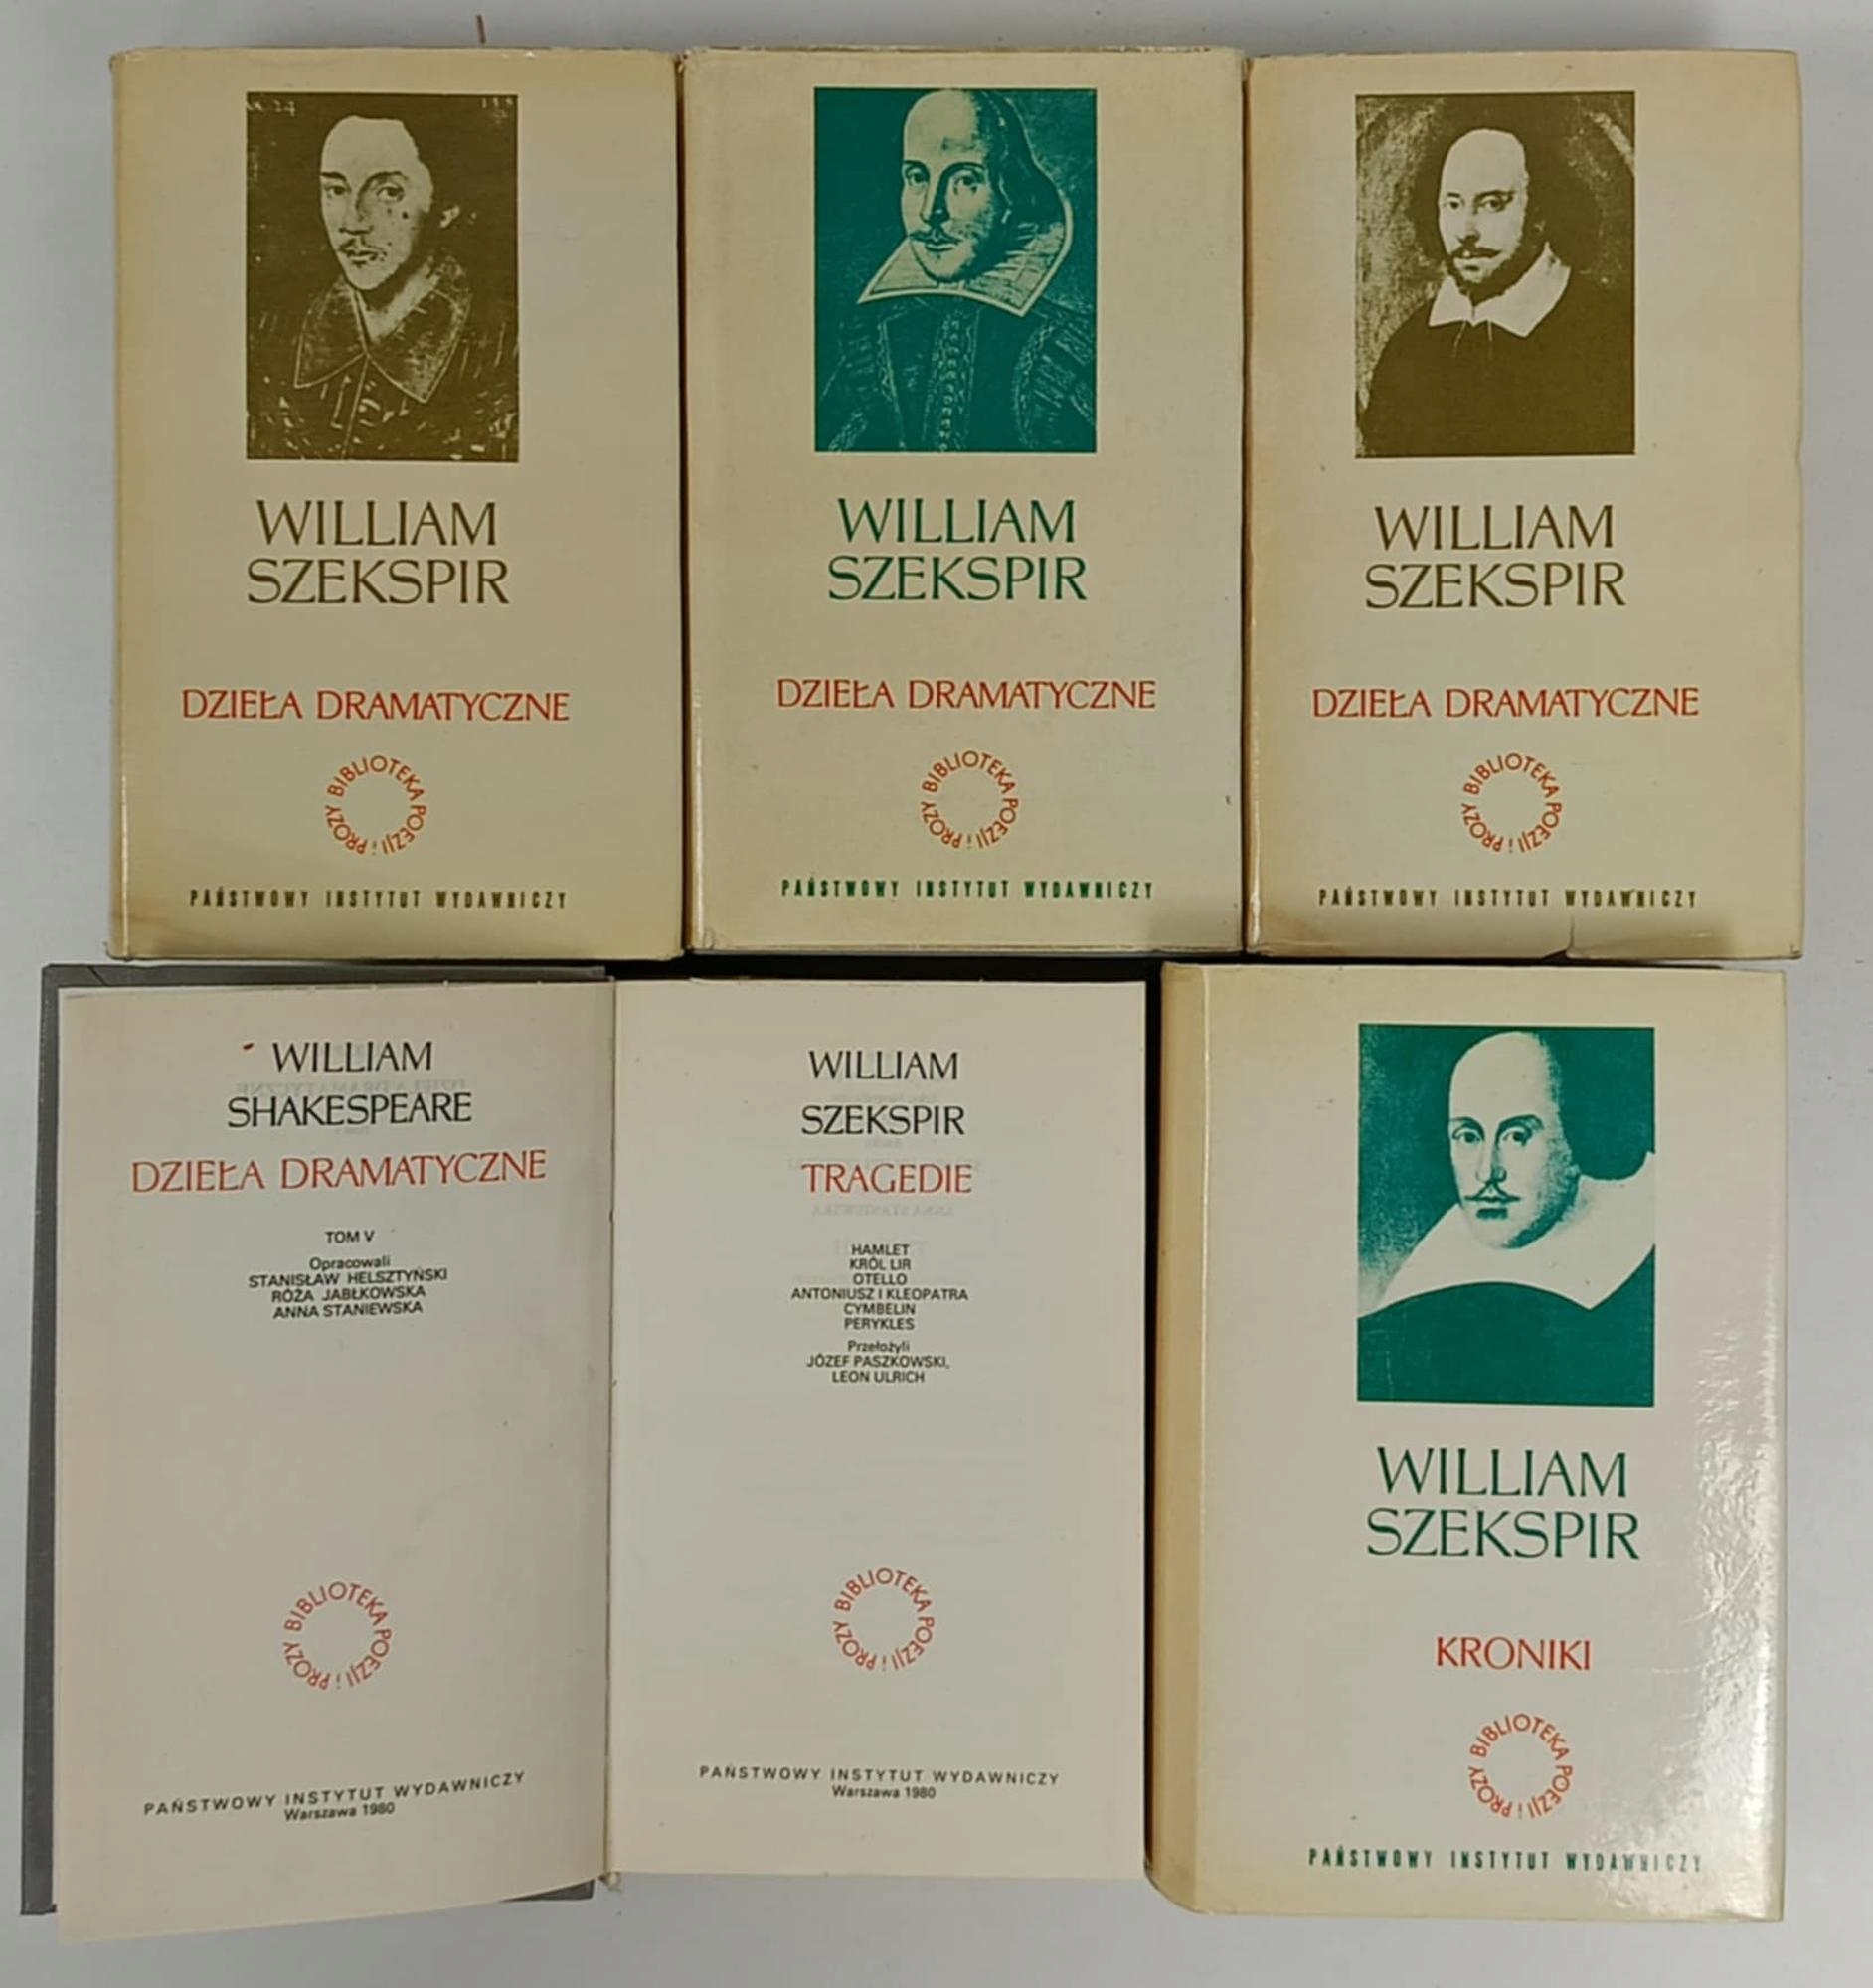 WILLIAM
SZEKSPIR
DZIEŁA DRAMATYCZNE
BIBLIOTEKA POEZJI i PROZY
PAŃSTWOWY INSTYTUT WYDAWNICZY
WILLIAM
SZEKSPIR
DZIEŁA DRAMATYCZNE
BIBLIOTEKA POEZJI i PROZY
PAŃSTWOWY INSTYTUT WYDAWNICZY
WILLIAM
SZEKSPIR
DZIEŁA DRAMATYCZNE
BIBLIOTEKA POEZJI i PROZY
PAŃSTWOWY INSTYTUT WYDAWNICZY
WILLIAM
SHAKESPEARE
DZIEŁA DRAMATYCZNE
TOM V
Opracowali
STANISŁAW HELSZTYŃSKI
RÓŻA JABŁKOWSKA
ANNA STANIEWSKA
BIBLIOTEKA POEZJI i PROZY
PAŃSTWOWY INSTYTUT WYDAWNICZY
Warszawa 1980
WILLIAM
SZEKSPIR
TRAGEDIE
HAMLET
KRÓL LIR
OTELLO
ANTONIUSZ I KLEOPATRA
CYMBELIN
PERYKLES
Przełożyli
JÓZEF PASZKOWSKI,
LEON ULRICH
BIBLIOTEKA POEZJI i PROZY
PAŃSTWOWY INSTYTUT WYDAWNICZY
Warszawa 1980
WILLIAM
SZEKSPIR
KRONIKI
BIBLIOTEKA POEZJI i PROZY
PAŃSTWOWY INSTYTUT WYDAWNICZY